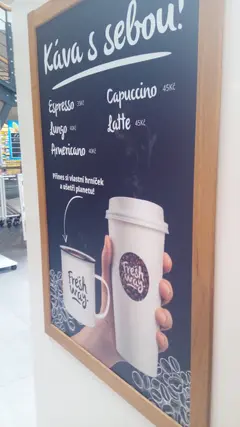 Káva s sebou!
Espresso
Lungo
Americano
Capuccino 45Kč
Latte 45Kč
Přines si vlastní hrníček
a ušetři planetu!
Fresh
way
Fresh
way